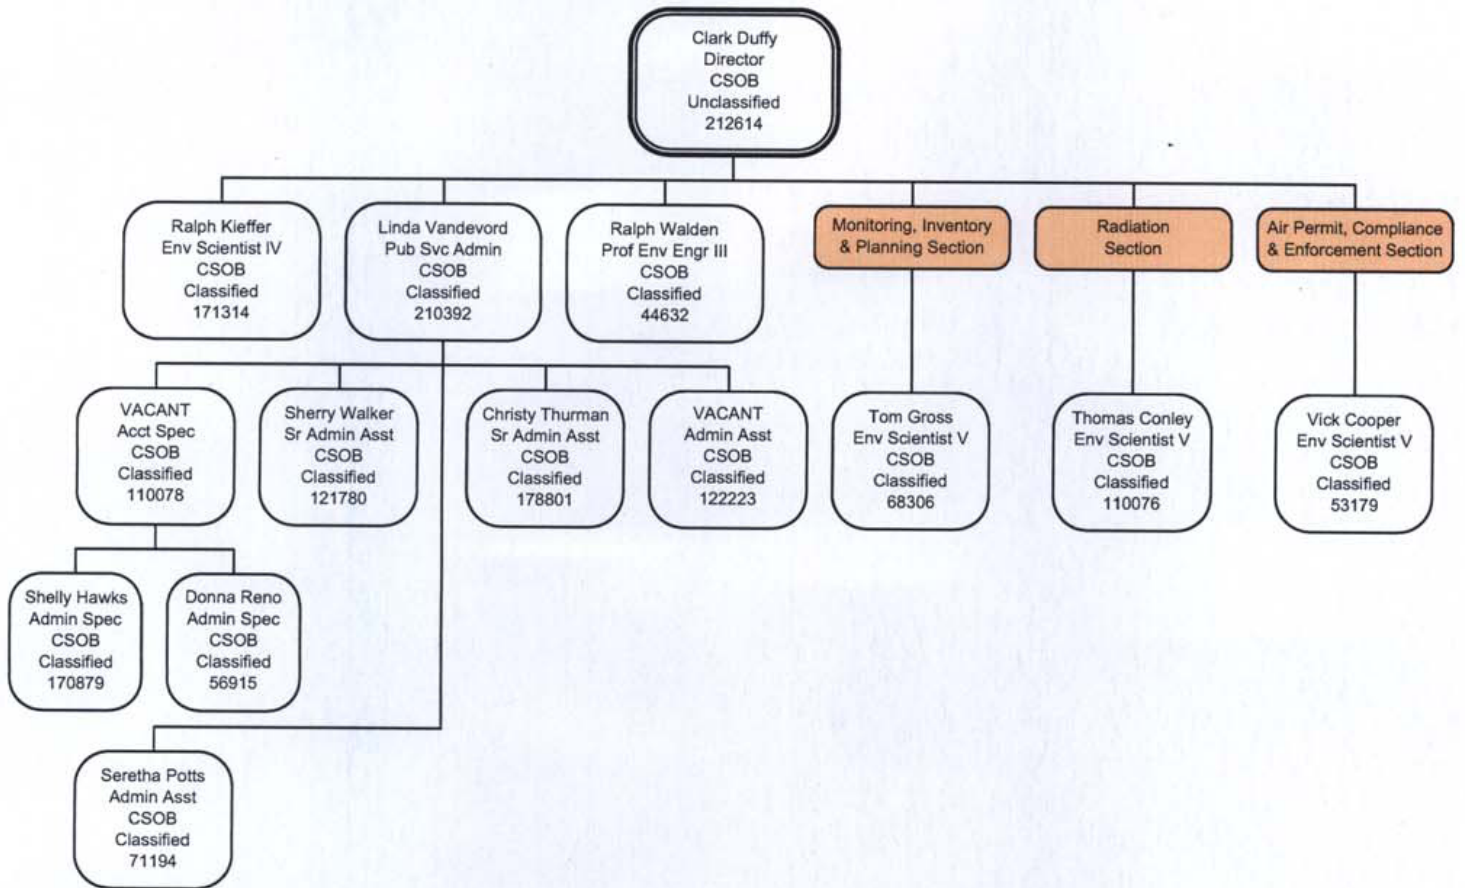 Clark Duffy
Director
CSOB
Unclassified
212614
Ralph Kieffer
Env Scientist IV
CSOB
Classified
171314
Linda Vandevord
Pub Svc Admin
CSOB
Classified
210392
Ralph Walden
Prof Env Engr III
CSOB
Classified
44632
Monitoring, Inventory
& Planning Section
Radiation
Section
Air Permit, Compliance
& Enforcement Section
VACANT
Acct Spec
CSOB
Classified
110078
Sherry Walker
Sr Admin Asst
CSOB
Classified
121780
Christy Thurman
Sr Admin Asst
CSOB
Classified
178801
VACANT
Admin Asst
CSOB
Classified
122223
Tom Gross
Env Scientist V
CSOB
Classified
68306
Thomas Conley
Env Scientist V
CSOB
Classified
110076
Vick Cooper
Env Scientist V
CSOB
Classified
53179
Shelly Hawks
Admin Spec
CSOB
Classified
170879
Donna Reno
Admin Spec
CSOB
Classified
56915
Seretha Potts
Admin Asst
CSOB
Classified
71194